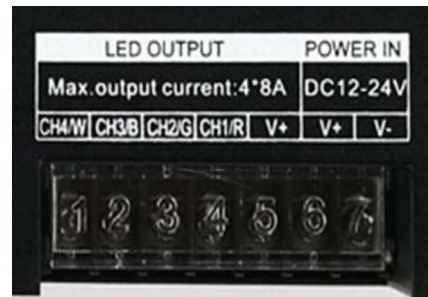 LED OUTPUT POWER IN
Max.output current:4*8A DC12-24V
CH4/W CH3/B CH2/G CH1/R V+ V+ V-
1 2 3 4 5 6 7